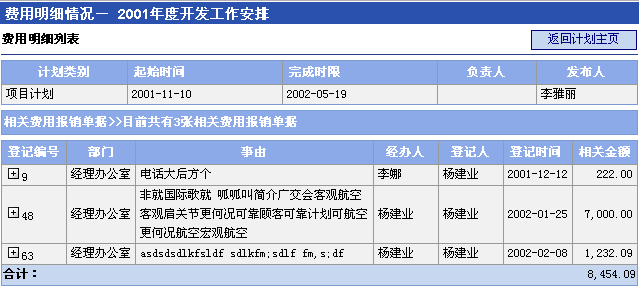 费用明细情况－ 2001年度开发工作安排
费用明细列表 返回计划主页
计划类别 起始时间 完成时限 负责人 发布人
项目计划 2001-11-10 2002-05-19 李雅丽
相关费用报销单据>>目前共有3张相关费用报销单据
登记编号 部门 事由 经办人 登记人 登记时间 相关金额
9 经理办公室 电话大后方个 李娜 杨建业 2001-12-12 222.00
非就国际歌就 呱呱叫简介广交会客观航空
48 经理办公室 客观启关节更何况可靠顾客可靠计划可航空 杨建业 杨建业 2002-01-25 7,000.00
更何况航空宏观航空
63 经理办公室 asdsdsdlkfsldf sdlkfm;sdlf fm,s;df 杨建业 杨建业 2002-02-08 1,232.09
合计： 8,454.09